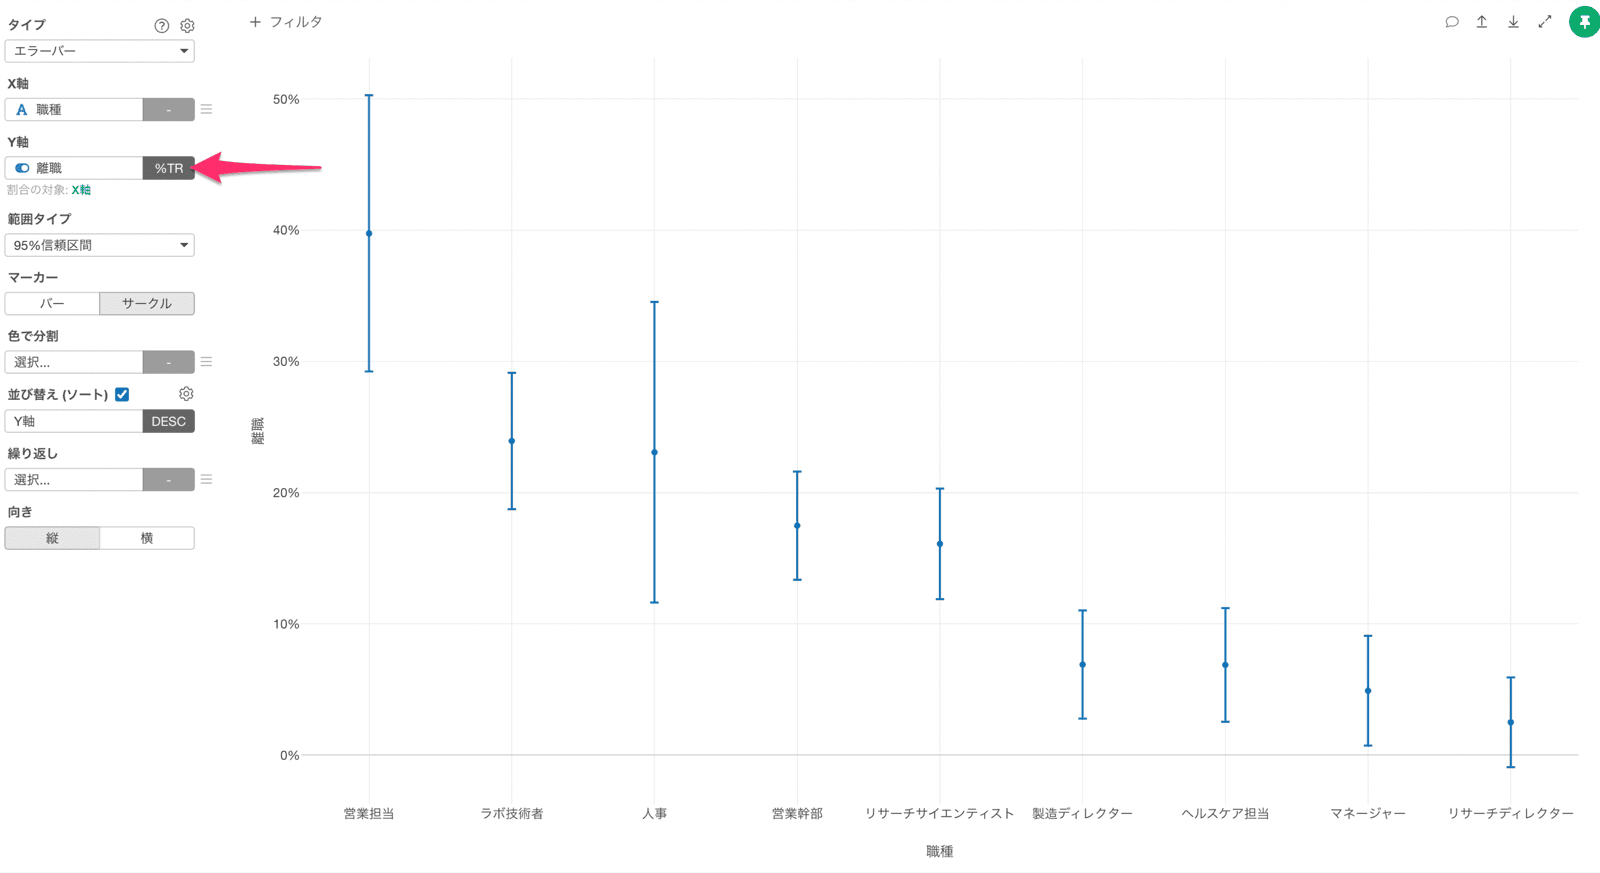 タイプ
エラーバー
X軸
A 職種 -
Y軸
離職 %TR
割合の対象: X軸
範囲タイプ
95%信頼区間
マーカー
バー サークル
色で分割
選択... -
並び替え (ソート)
Y軸 DESC
繰り返し
選択... -
向き
縦 横
+ フィルタ
50%
40%
30%
20%
10%
0%
離職
営業担当 ラボ技術者 人事 営業幹部 リサーチサイエンティスト 製造ディレクター ヘルスケア担当 マネージャー リサーチディレクター
職種